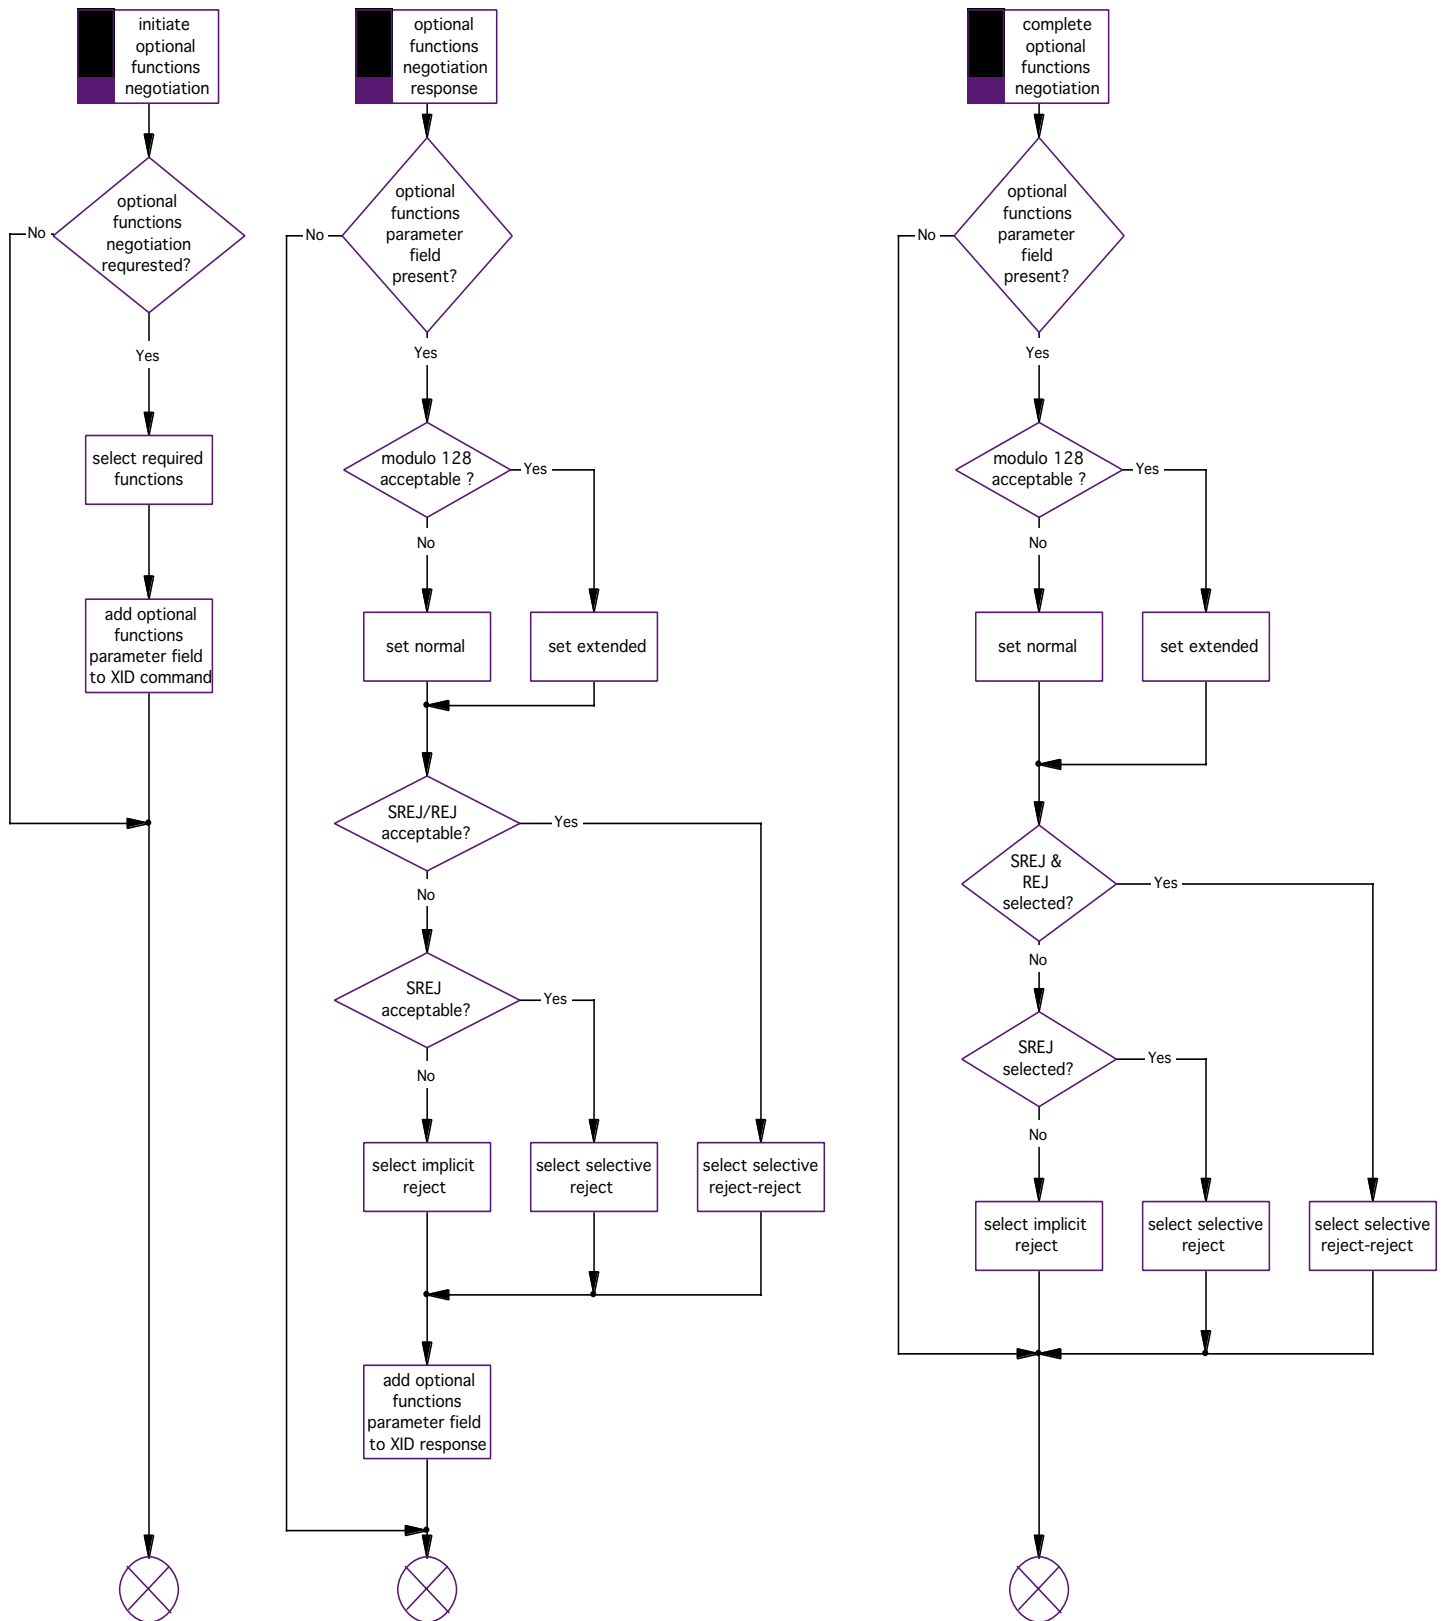 initiate
optional
functions
negotiation
optional
functions
negotiation
requrested?
No
Yes
select required
functions
add optional
functions
parameter field
to XID command
optional
functions
negotiation
response
optional
functions
parameter
field
present?
No
Yes
modulo 128
acceptable ?
Yes
No
set normal
set extended
SREJ/REJ
acceptable?
Yes
No
SREJ
acceptable?
Yes
No
select implicit
reject
select selective
reject
select selective
reject-reject
add optional
functions
parameter field
to XID response
complete
optional
functions
negotiation
optional
functions
parameter
field
present?
No
Yes
modulo 128
acceptable ?
Yes
No
set normal
set extended
SREJ &
REJ
selected?
Yes
No
SREJ
selected?
Yes
No
select implicit
reject
select selective
reject
select selective
reject-reject